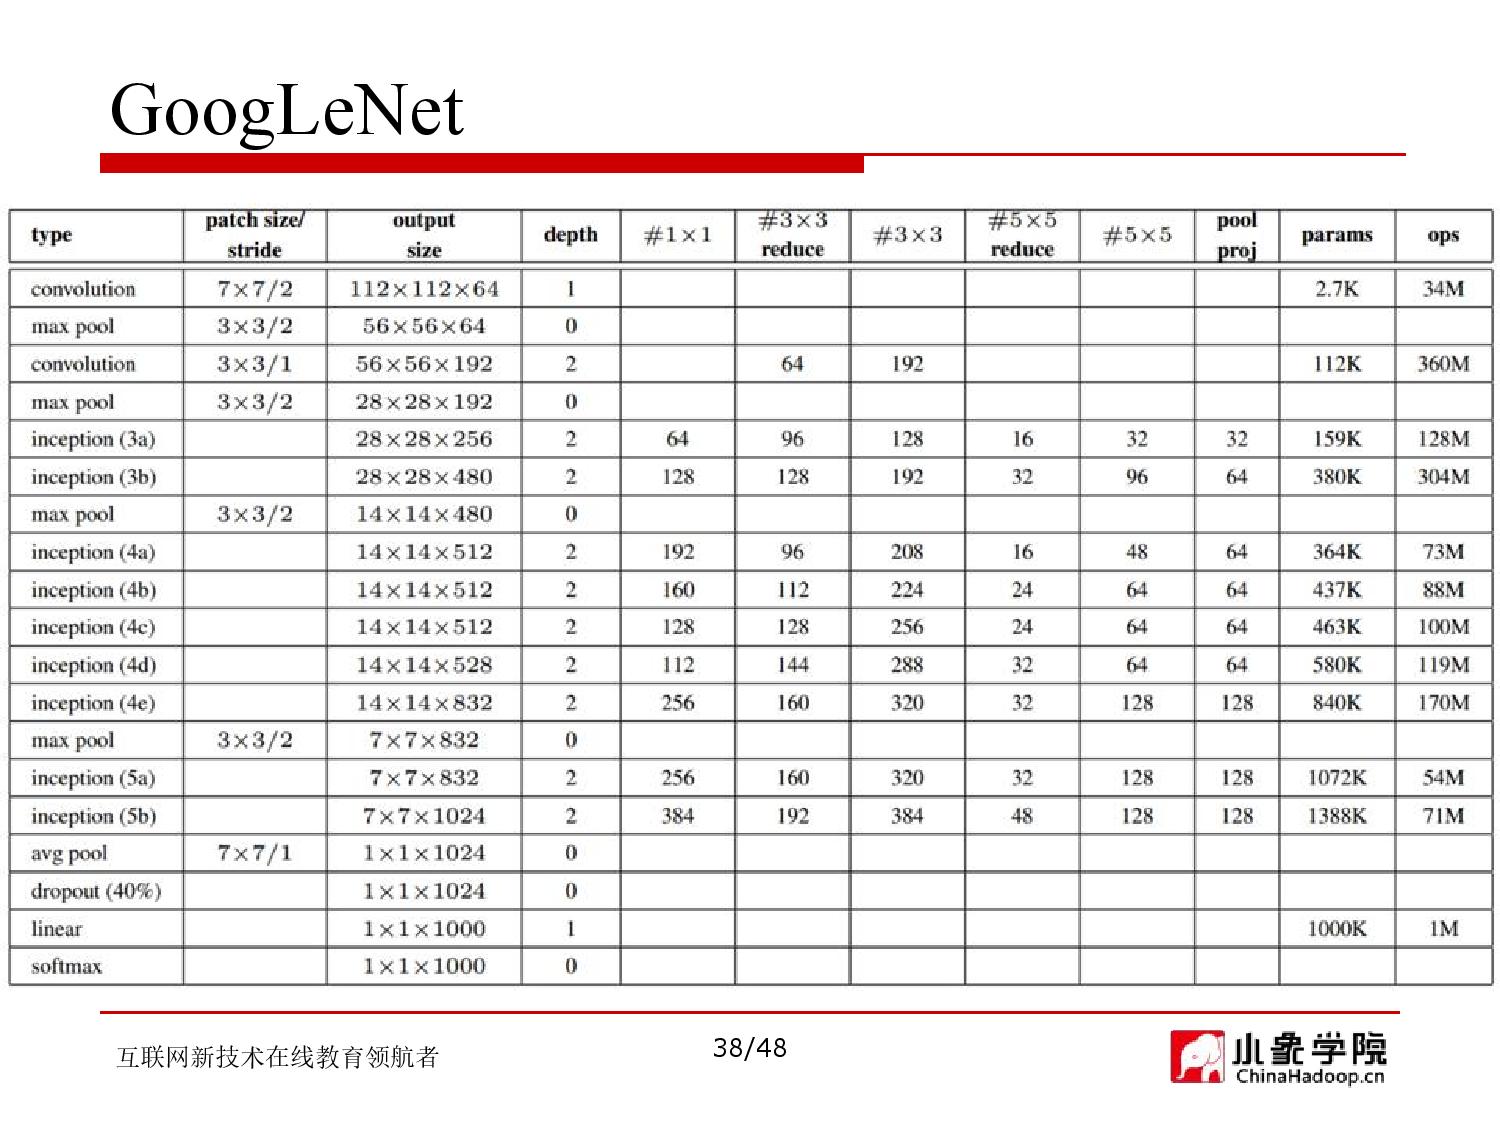 GoogLeNet
type patch size/ stride output size depth #1×1 #3×3 reduce #3×3 #5×5 reduce #5×5 pool proj params ops
convolution 7×7/2 112×112×64 1 2.7K 34M
max pool 3×3/2 56×56×64 0
convolution 3×3/1 56×56×192 2 64 192 112K 360M
max pool 3×3/2 28×28×192 0
inception (3a) 28×28×256 2 64 96 128 16 32 32 159K 128M
inception (3b) 28×28×480 2 128 128 192 32 96 64 380K 304M
max pool 3×3/2 14×14×480 0
inception (4a) 14×14×512 2 192 96 208 16 48 64 364K 73M
inception (4b) 14×14×512 2 160 112 224 24 64 64 437K 88M
inception (4c) 14×14×512 2 128 128 256 24 64 64 463K 100M
inception (4d) 14×14×528 2 112 144 288 32 64 64 580K 119M
inception (4e) 14×14×832 2 256 160 320 32 128 128 840K 170M
max pool 3×3/2 7×7×832 0
inception (5a) 7×7×832 2 256 160 320 32 128 128 1072K 54M
inception (5b) 7×7×1024 2 384 192 384 48 128 128 1388K 71M
avg pool 7×7/1 1×1×1024 0
dropout (40%) 1×1×1024 0
linear 1×1×1000 1 1000K 1M
softmax 1×1×1000 0
互联网新技术在线教育领航者
38/48
小象学院
ChinaHadoop.cn